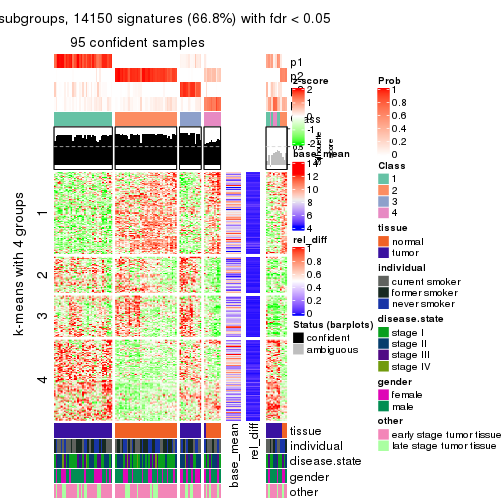 subgroups, 14150 signatures (66.8%) with fdr < 0.05
95 confident samples
p1
p2
z-score
2
1
0
-1
-2
base_mean
14
12
10
8
6
4
rel_diff
1
0.8
0.6
0.4
0.2
0
Status (barplots)
confident
ambiguous
Prob
1
0.8
0.6
0.4
0.2
0
Class
1
2
3
4
tissue
normal
tumor
individual
current smoker
former smoker
never smoker
disease.state
stage I
stage II
stage III
stage IV
gender
female
male
other
early stage tumor tissue
late stage tumor tissue
k-means with 4 groups
1
2
3
4
tissue
individual
disease.state
gender
other
base_mean
rel_diff